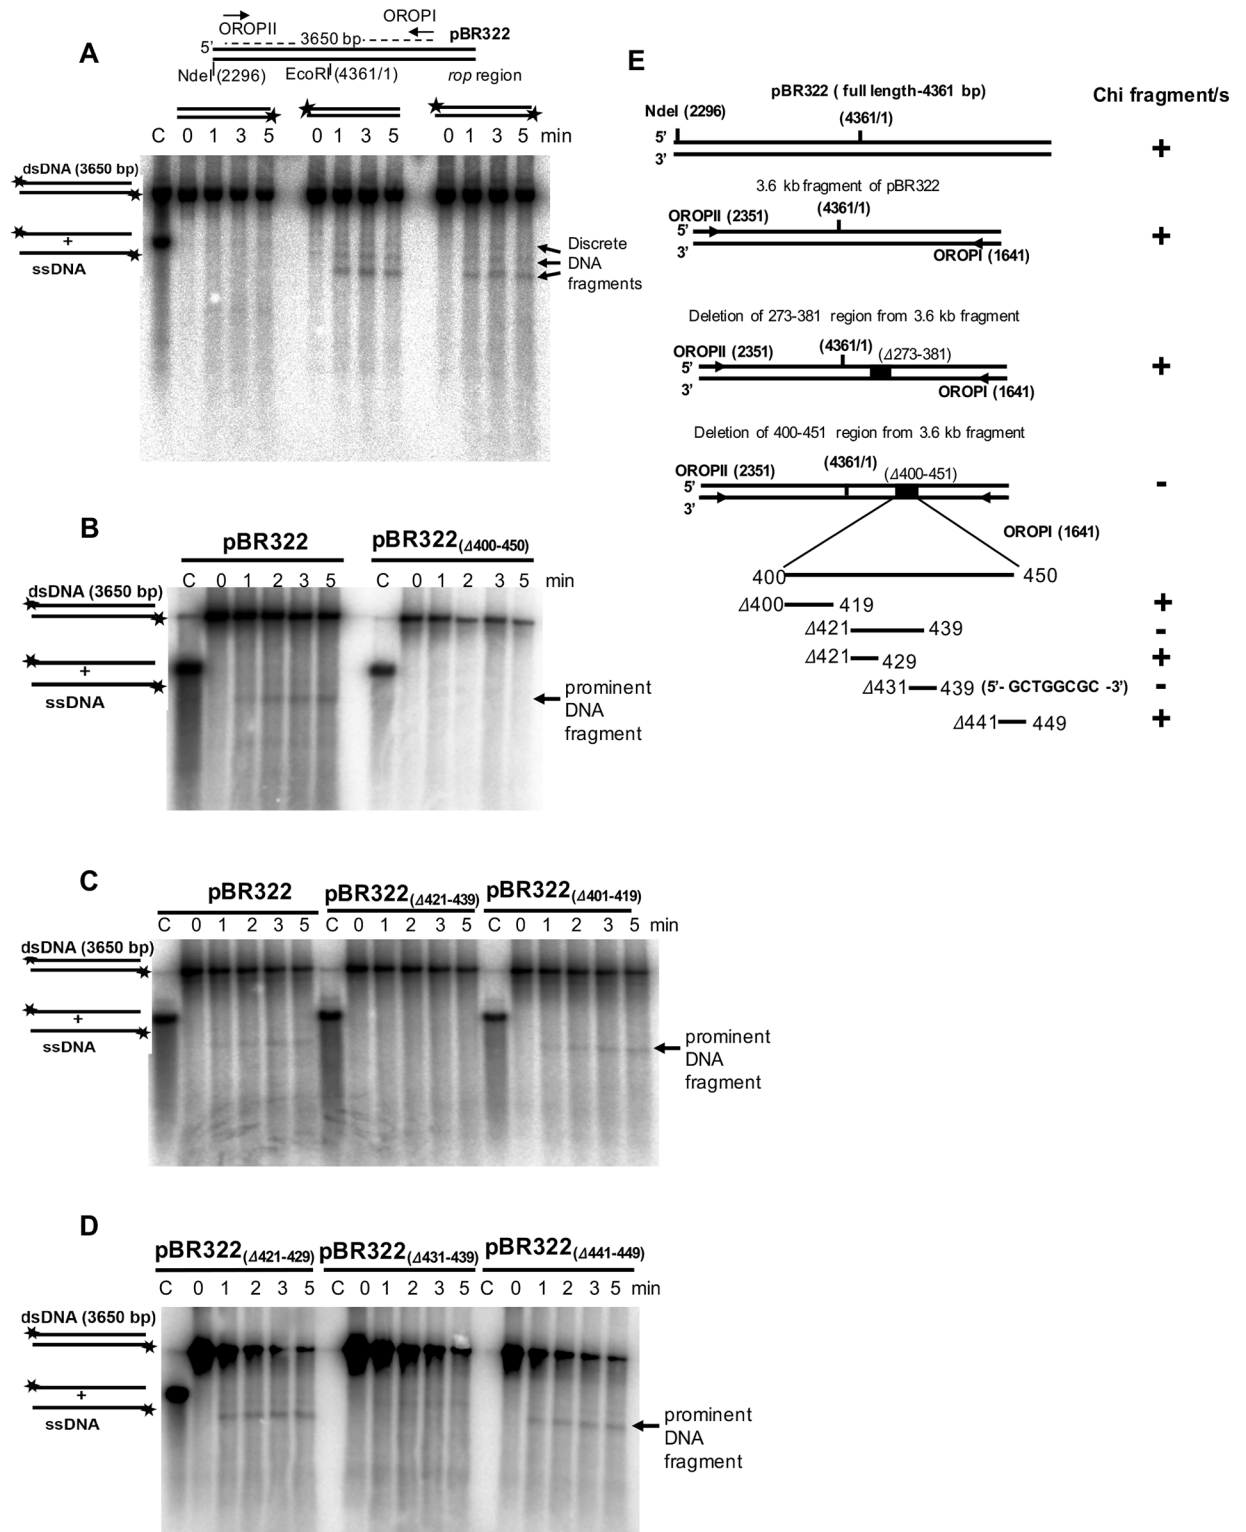 A
OROPII
OROPI
3650 bp
pBR322
5'
NdeI (2296)
EcoRI (4361/1)
rop region
C 0 1 3 5 0 1 3 5 0 1 3 5 min
dsDNA (3650 bp)
+
ssDNA
Discrete
DNA
fragments
B
pBR322
pBR322(Δ400-450)
C 0 1 2 3 5 C 0 1 2 3 5 min
dsDNA (3650 bp)
+
ssDNA
prominent
DNA
fragment
C
pBR322
pBR322(Δ421-439)
pBR322(Δ401-419)
C 0 1 2 3 5 C 0 1 2 3 5 C 0 1 2 3 5 min
dsDNA (3650 bp)
+
ssDNA
prominent
DNA
fragment
D
pBR322(Δ421-429)
pBR322(Δ431-439)
pBR322(Δ441-449)
C 0 1 2 3 5 C 0 1 2 3 5 C 0 1 2 3 5 min
dsDNA (3650 bp)
+
ssDNA
prominent
DNA
fragment
E
pBR322 ( full length-4361 bp)
Chi fragment/s
NdeI (2296)
(4361/1)
5'
3'
+
3.6 kb fragment of pBR322
OROPII (2351)
(4361/1)
5'
3'
OROPI (1641)
+
Deletion of 273-381 region from 3.6 kb fragment
OROPII (2351)
(4361/1)
(Δ273-381)
5'
3'
OROPI (1641)
+
Deletion of 400-451 region from 3.6 kb fragment
OROPII (2351)
(4361/1)
(Δ400-451)
5'
3'
-
OROPI (1641)
400 450
Δ400 419 +
Δ421 439 -
Δ421 429 +
Δ431 439 (5'- GCTGGCGC -3') -
Δ441 449 +